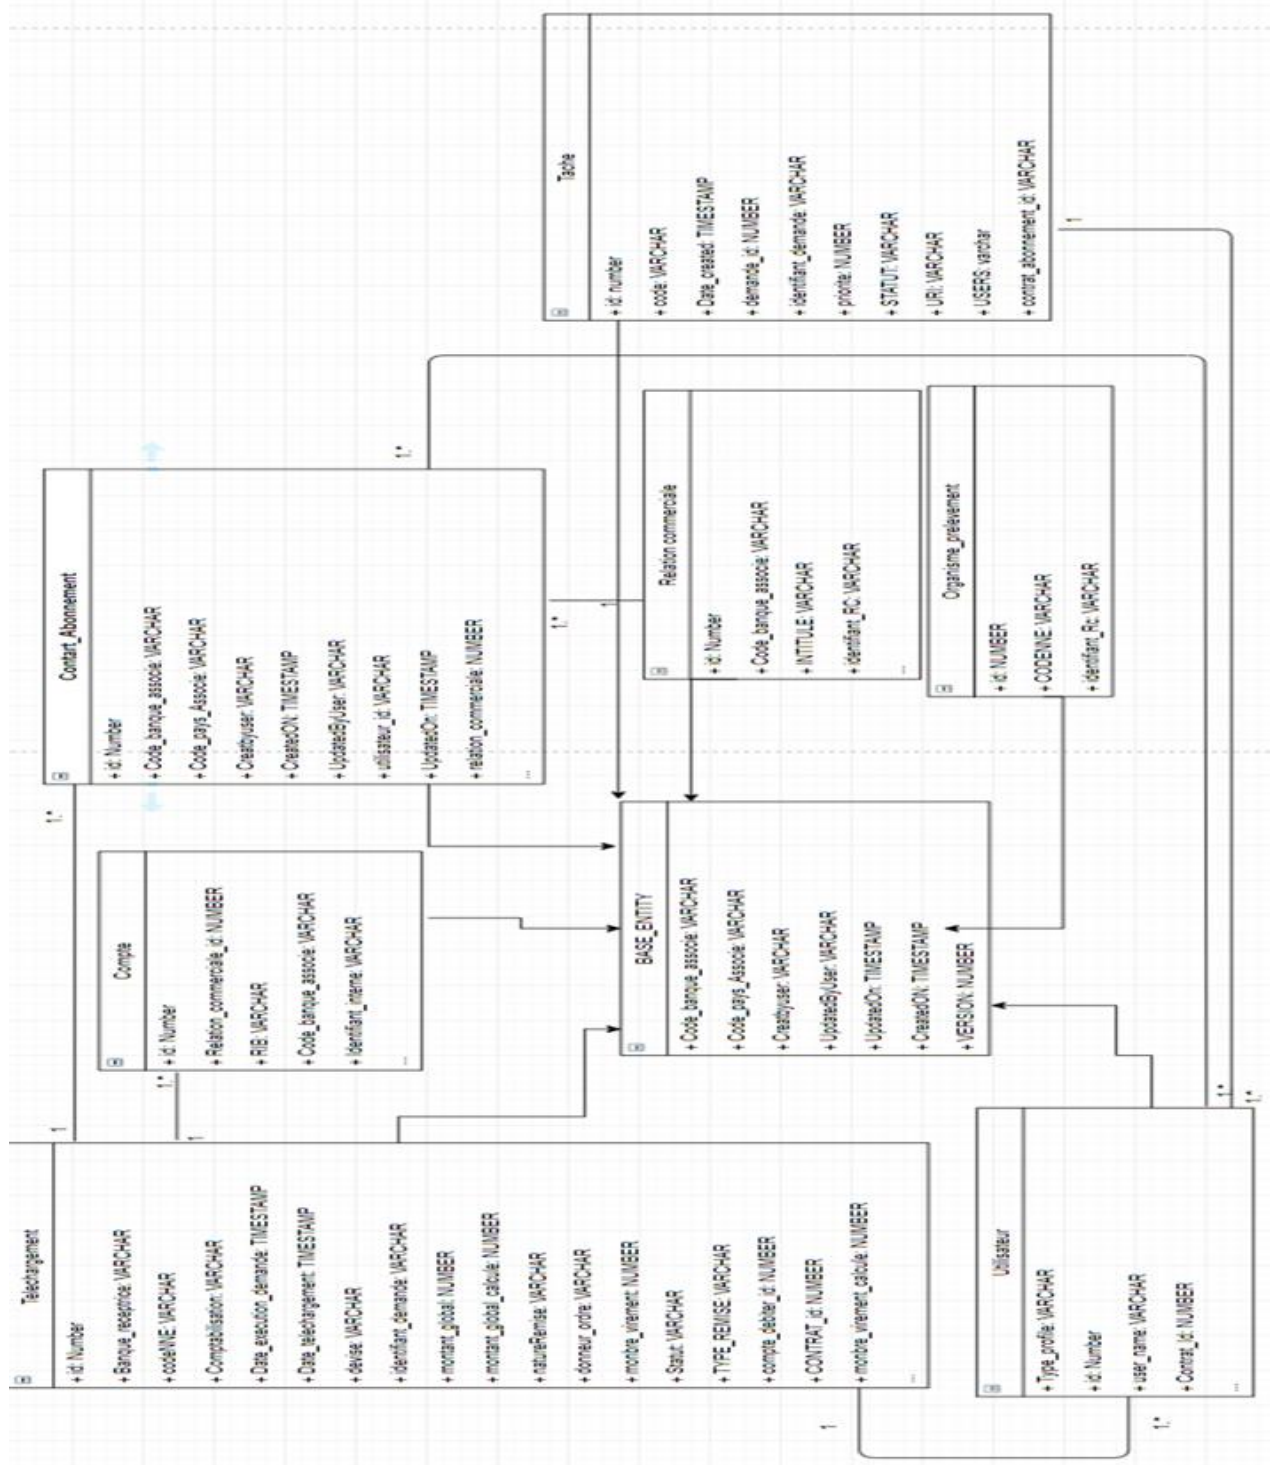 Telechargement
+ id: Number
+ Banque_receptrice: VARCHAR
+ codeNNE: VARCHAR
+ Comptabilisation: VARCHAR
+ Date_execution_demande: TIMESTAMP
+ Date_telechargement: TIMESTAMP
+ devise: VARCHAR
+ identifiant_demande: VARCHAR
+ montant_global: NUMBER
+ montant_global_calcule: NUMBER
+ natureRemise: VARCHAR
+ donneur_ordre: VARCHAR
+ monbre_virement: NUMBER
+ Statut: VARCHAR
+ TYPE_REMISE: VARCHAR
+ compte_debiter_id: NUMBER
+ CONTRAT_id: NUMBER
+ monbre_virement_calcule: NUMBER
...
1
1
1
1.*
Utilisateur
+ Type_profile: VARCHAR
+ id: Number
+ user_name: VARCHAR
+ Contrat_id: NUMBER
...
1.*
1.*
Compte
+ id: Number
+ Relation_commerciale_id: NUMBER
+ RIB: VARCHAR
+ Code_banque_associe: VARCHAR
+ Identifiant_interne: VARCHAR
...
1.*
BASE_ENTITY
+ Code_banque_associe: VARCHAR
+ Code_pays_Associe: VARCHAR
+ Creatbyuser: VARCHAR
+ UpdatedByUser: VARCHAR
+ UpdatedOn: TIMESTAMP
+ CreatedON: TIMESTAMP
+ VERSION: NUMBER
1.*
Contart_Abonnement
+ id: Number
+ Code_banque_associe: VARCHAR
+ Code_pays_Associe: VARCHAR
+ Creatbyuser: VARCHAR
+ CreatedON: TIMESTAMP
+ UpdatedByUser: VARCHAR
+ utilisateur_id: VARCHAR
+ UpdatedOn: TIMESTAMP
+ relation_commerciale: NUMBER
...
1.*
1.*
1
Relation commerciale
+ id: Number
+ Code_banque_associe: VARCHAR
+ INTITULE: VARCHAR
+ identifiant_RC: VARCHAR
...
Organisme_prelevement
+ id: NUMBER
+ CODENNE: VARCHAR
+ identifiant_Rc: VARCHAR
Tache
+ id: number
+ code: VARCHAR
+ Date_created: TIMESTAMP
+ demande_id: NUMBER
+ identifiant_demande: VARCHAR
+ priorite: NUMBER
+ STATUT: VARCHAR
+ URI: VARCHAR
+ USERS: varchar
+ contrat_abonnement_id: VARCHAR
1